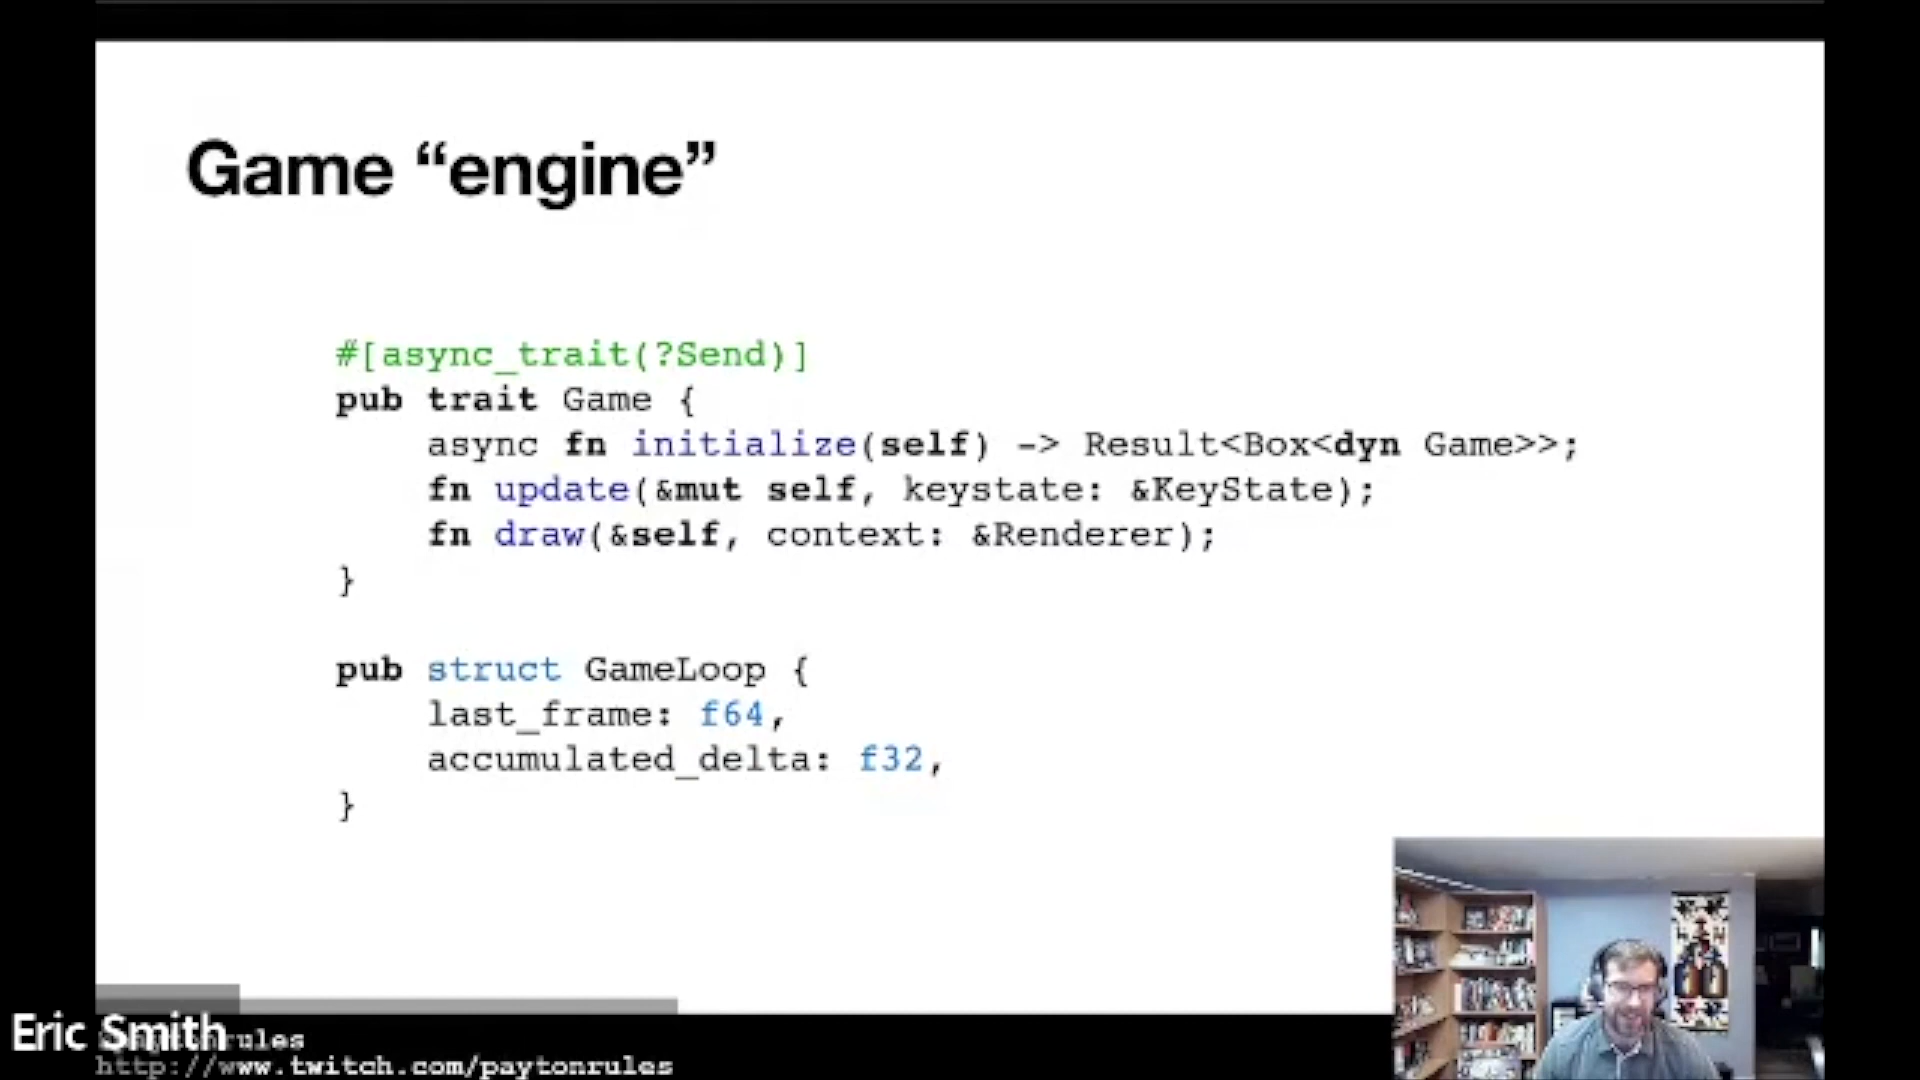 Game “engine”
#[async_trait(?Send)]
pub trait Game {
    async fn initialize(self) -> Result<Box<dyn Game>>;
    fn update(&mut self, keystate: &KeyState);
    fn draw(&self, context: &Renderer);
}
pub struct GameLoop {
    last_frame: f64,
    accumulated_delta: f32,
}
Eric Smith
rules
http://www.twitch.com/paytonrules